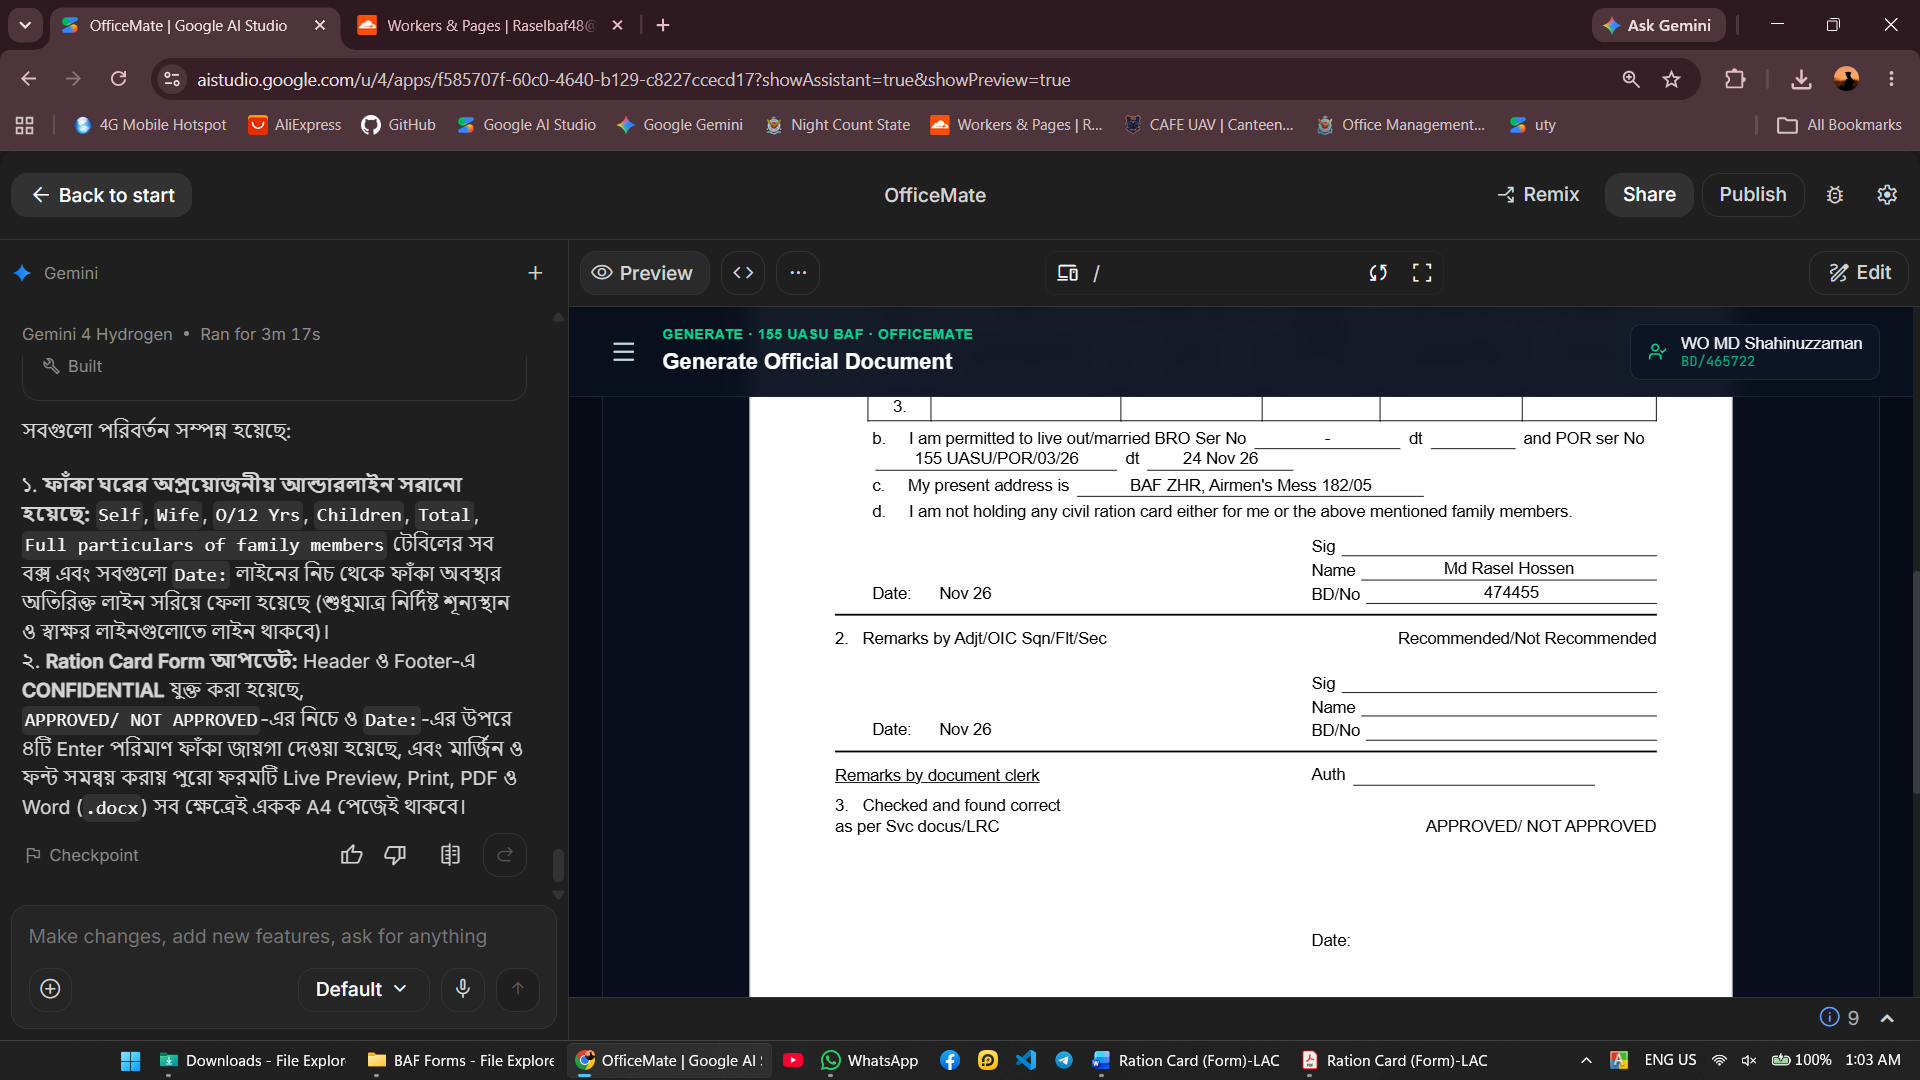 OfficeMate | Google AI Studio
Workers & Pages | Raselbaf48@
Ask Gemini
aistudio.google.com/u/4/apps/f585707f-60c0-4640-b129-c8227ccecd17?showAssistant=true&showPreview=true
4G Mobile Hotspot
AliExpress
GitHub
Google AI Studio
Google Gemini
Night Count State
Workers & Pages | R...
CAFE UAV | Canteen...
Office Management...
uty
All Bookmarks
Back to start
OfficeMate
Remix
Share
Publish
Gemini
Preview
/
Edit
Gemini 4 Hydrogen • Ran for 3m 17s
Built
সবগুলো পরিবর্তন সম্পন্ন হয়েছে:
১. ফাঁকা ঘরের অপ্রয়োজনীয় আন্ডারলাইন সরানো
হয়েছে: Self, Wife, O/12 Yrs, Children, Total,
Full particulars of family members টেবিলের সব
বক্স এবং সবগুলো Date: লাইনের নিচ থেকে ফাঁকা অবস্থার
অতিরিক্ত লাইন সরিয়ে ফেলা হয়েছে (শুধুমাত্র নির্দিষ্ট শূন্যস্থান
ও স্বাক্ষর লাইনগুলোতে লাইন থাকবে)।
২. Ration Card Form আপডেট: Header ও Footer-এ
CONFIDENTIAL যুক্ত করা হয়েছে,
APPROVED/ NOT APPROVED-এর নিচে ও Date:-এর উপরে
৪টি Enter পরিমাণ ফাঁকা জায়গা দেওয়া হয়েছে, এবং মার্জিন ও
ফন্ট সমন্বয় করায় পুরো ফরমটি Live Preview, Print, PDF ও
Word (.docx) সব ক্ষেত্রেই একক A4 পেজেই থাকবে।
Checkpoint
Make changes, add new features, ask for anything
Default
GENERATE · 155 UASU BAF · OFFICEMATE
Generate Official Document
WO MD Shahinuzzaman
BD/465722
3.
b. I am permitted to live out/married BRO Ser No - dt and POR ser No
155 UASU/POR/03/26 dt 24 Nov 26
c. My present address is BAF ZHR, Airmen's Mess 182/05
d. I am not holding any civil ration card either for me or the above mentioned family members.
Sig
Name Md Rasel Hossen
Date: Nov 26 BD/No 474455
2. Remarks by Adjt/OIC Sqn/Flt/Sec Recommended/Not Recommended
Sig
Name
Date: Nov 26 BD/No
Remarks by document clerk Auth
3. Checked and found correct
as per Svc docus/LRC APPROVED/ NOT APPROVED
Date:
9
Downloads - File Explor
BAF Forms - File Explore
OfficeMate | Google AI S
WhatsApp
Ration Card (Form)-LAC
Ration Card (Form)-LAC
ENG US
100%
1:03 AM